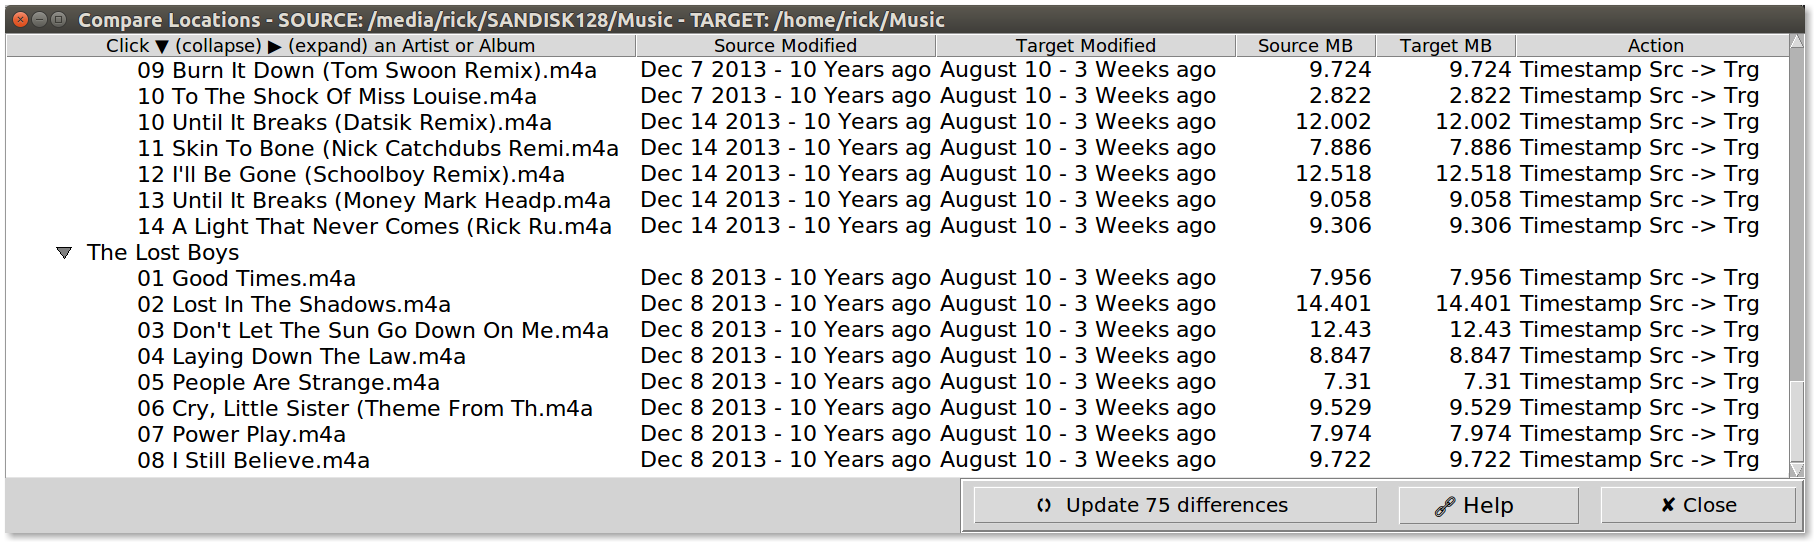 Compare Locations - SOURCE: /media/rick/SANDISK128/Music - TARGET: /home/rick/Music
Click ▼ (collapse) ▶ (expand) an Artist or Album Source Modified Target Modified Source MB Target MB Action
09 Burn It Down (Tom Swoon Remix).m4a Dec 7 2013 - 10 Years ago August 10 - 3 Weeks ago 9.724 9.724 Timestamp Src -> Trg
10 To The Shock Of Miss Louise.m4a Dec 7 2013 - 10 Years ago August 10 - 3 Weeks ago 2.822 2.822 Timestamp Src -> Trg
10 Until It Breaks (Datsik Remix).m4a Dec 14 2013 - 10 Years ag August 10 - 3 Weeks ago 12.002 12.002 Timestamp Src -> Trg
11 Skin To Bone (Nick Catchdubs Remi.m4a Dec 14 2013 - 10 Years ag August 10 - 3 Weeks ago 7.886 7.886 Timestamp Src -> Trg
12 I'll Be Gone (Schoolboy Remix).m4a Dec 14 2013 - 10 Years ag August 10 - 3 Weeks ago 12.518 12.518 Timestamp Src -> Trg
13 Until It Breaks (Money Mark Headp.m4a Dec 14 2013 - 10 Years ag August 10 - 3 Weeks ago 9.058 9.058 Timestamp Src -> Trg
14 A Light That Never Comes (Rick Ru.m4a Dec 14 2013 - 10 Years ag August 10 - 3 Weeks ago 9.306 9.306 Timestamp Src -> Trg
▼ The Lost Boys
01 Good Times.m4a Dec 8 2013 - 10 Years ago August 10 - 3 Weeks ago 7.956 7.956 Timestamp Src -> Trg
02 Lost In The Shadows.m4a Dec 8 2013 - 10 Years ago August 10 - 3 Weeks ago 14.401 14.401 Timestamp Src -> Trg
03 Don't Let The Sun Go Down On Me.m4a Dec 8 2013 - 10 Years ago August 10 - 3 Weeks ago 12.43 12.43 Timestamp Src -> Trg
04 Laying Down The Law.m4a Dec 8 2013 - 10 Years ago August 10 - 3 Weeks ago 8.847 8.847 Timestamp Src -> Trg
05 People Are Strange.m4a Dec 8 2013 - 10 Years ago August 10 - 3 Weeks ago 7.31 7.31 Timestamp Src -> Trg
06 Cry, Little Sister (Theme From Th.m4a Dec 8 2013 - 10 Years ago August 10 - 3 Weeks ago 9.529 9.529 Timestamp Src -> Trg
07 Power Play.m4a Dec 8 2013 - 10 Years ago August 10 - 3 Weeks ago 7.974 7.974 Timestamp Src -> Trg
08 I Still Believe.m4a Dec 8 2013 - 10 Years ago August 10 - 3 Weeks ago 9.722 9.722 Timestamp Src -> Trg
Update 75 differences Help ✘ Close